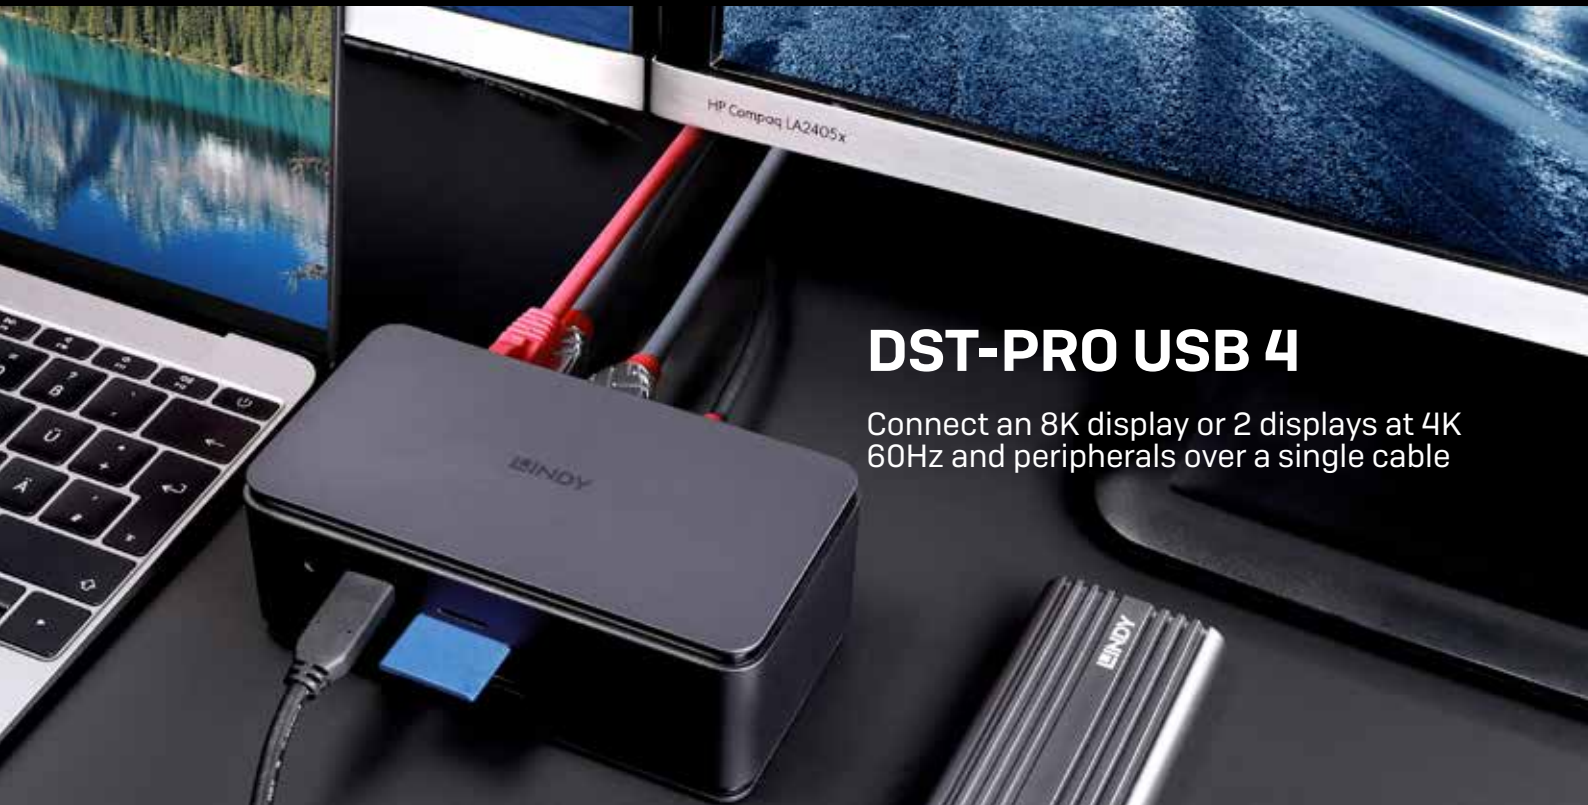 HP Compaq LA2405x
DST-PRO USB 4
Connect an 8K display or 2 displays at 4K
60Hz and peripherals over a single cable
LINDY
LINDY
B
?
Ü
*
+
Ä
'
#